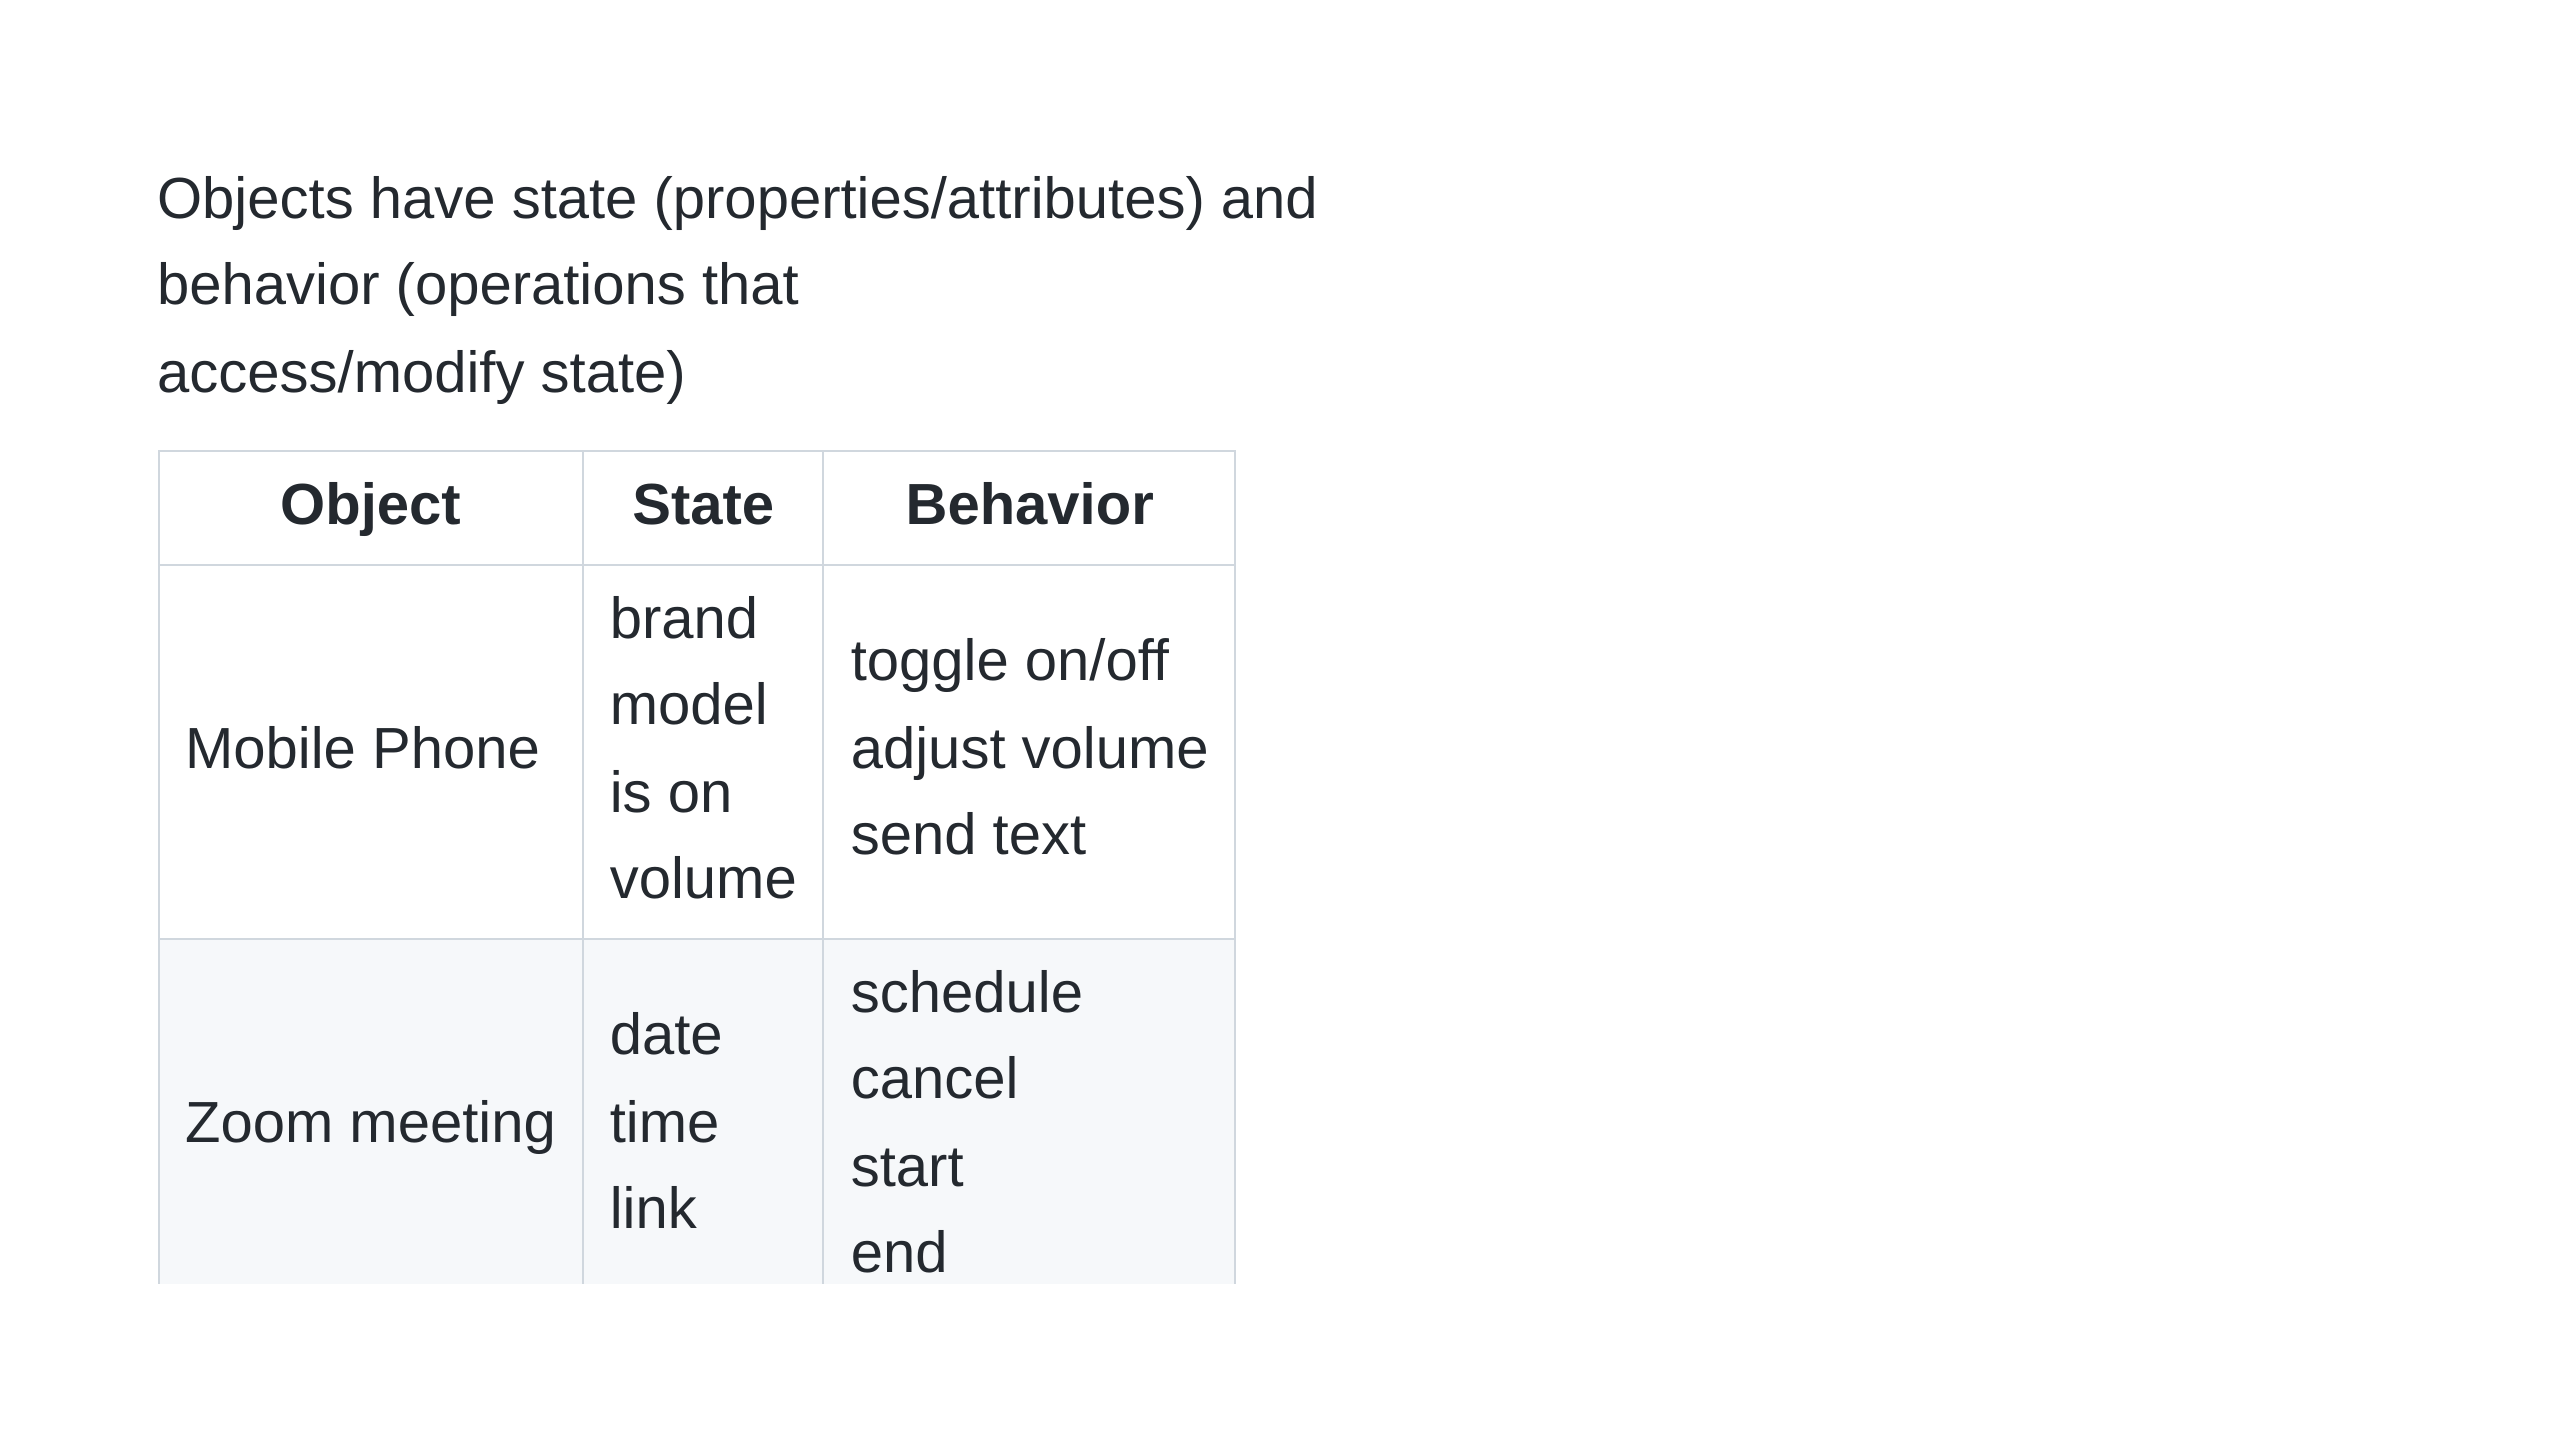 Objects have state (properties/attributes) and
behavior (operations that
access/modify state)
Object State Behavior
Mobile Phone
brand
model
is on
volume
toggle on/off
adjust volume
send text
Zoom meeting
date
time
link
schedule
cancel
start
end